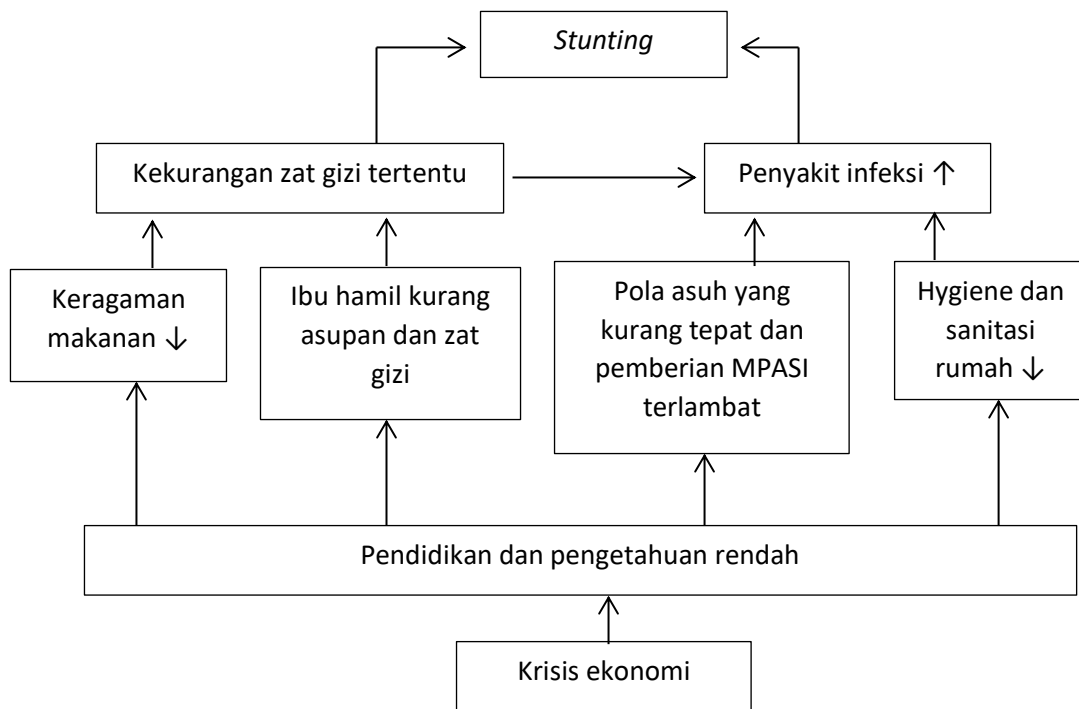 Stunting
Kekurangan zat gizi tertentu
Penyakit infeksi ↑
Keragaman
makanan ↓
Ibu hamil kurang
asupan dan zat
gizi
Pola asuh yang
kurang tepat dan
pemberian MPASI
terlambat
Hygiene dan
sanitasi
rumah ↓
Pendidikan dan pengetahuan rendah
Krisis ekonomi